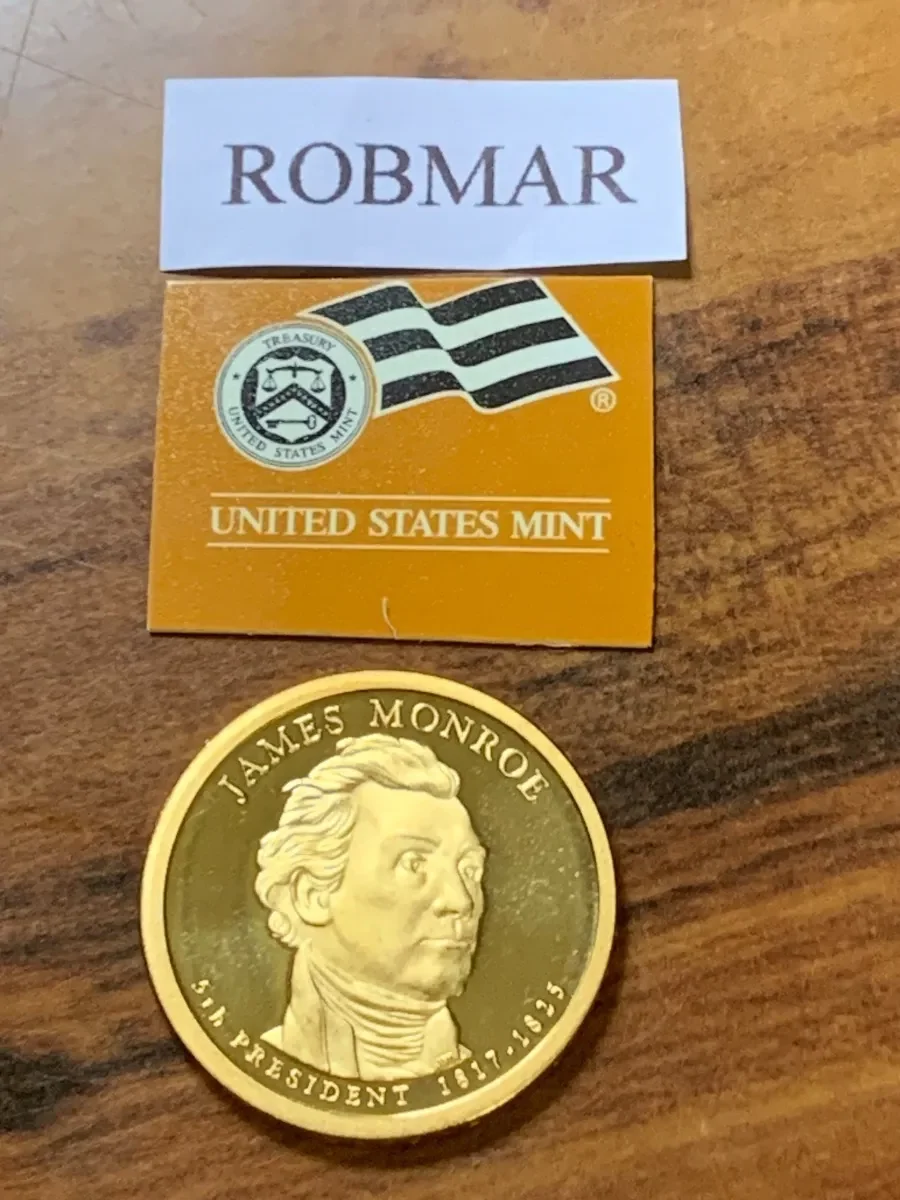 ROBMAR
TREASURY
UNITED STATES MINT
®
UNITED STATES MINT
JAMES MONROE
5th PRESIDENT 1817-1825